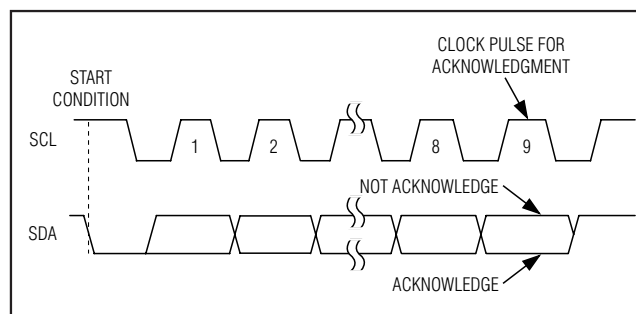 CLOCK PULSE FOR
ACKNOWLEDGMENT
START
CONDITION
SCL
1
2
8
9
NOT ACKNOWLEDGE
SDA
ACKNOWLEDGE